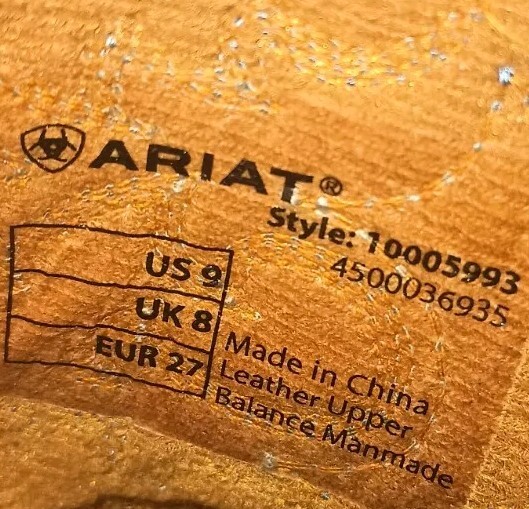 ARIAT®
Style: 10005993
4500036935
US 9
UK 8
EUR 27
Made in China
Leather Upper
Balance Manmade